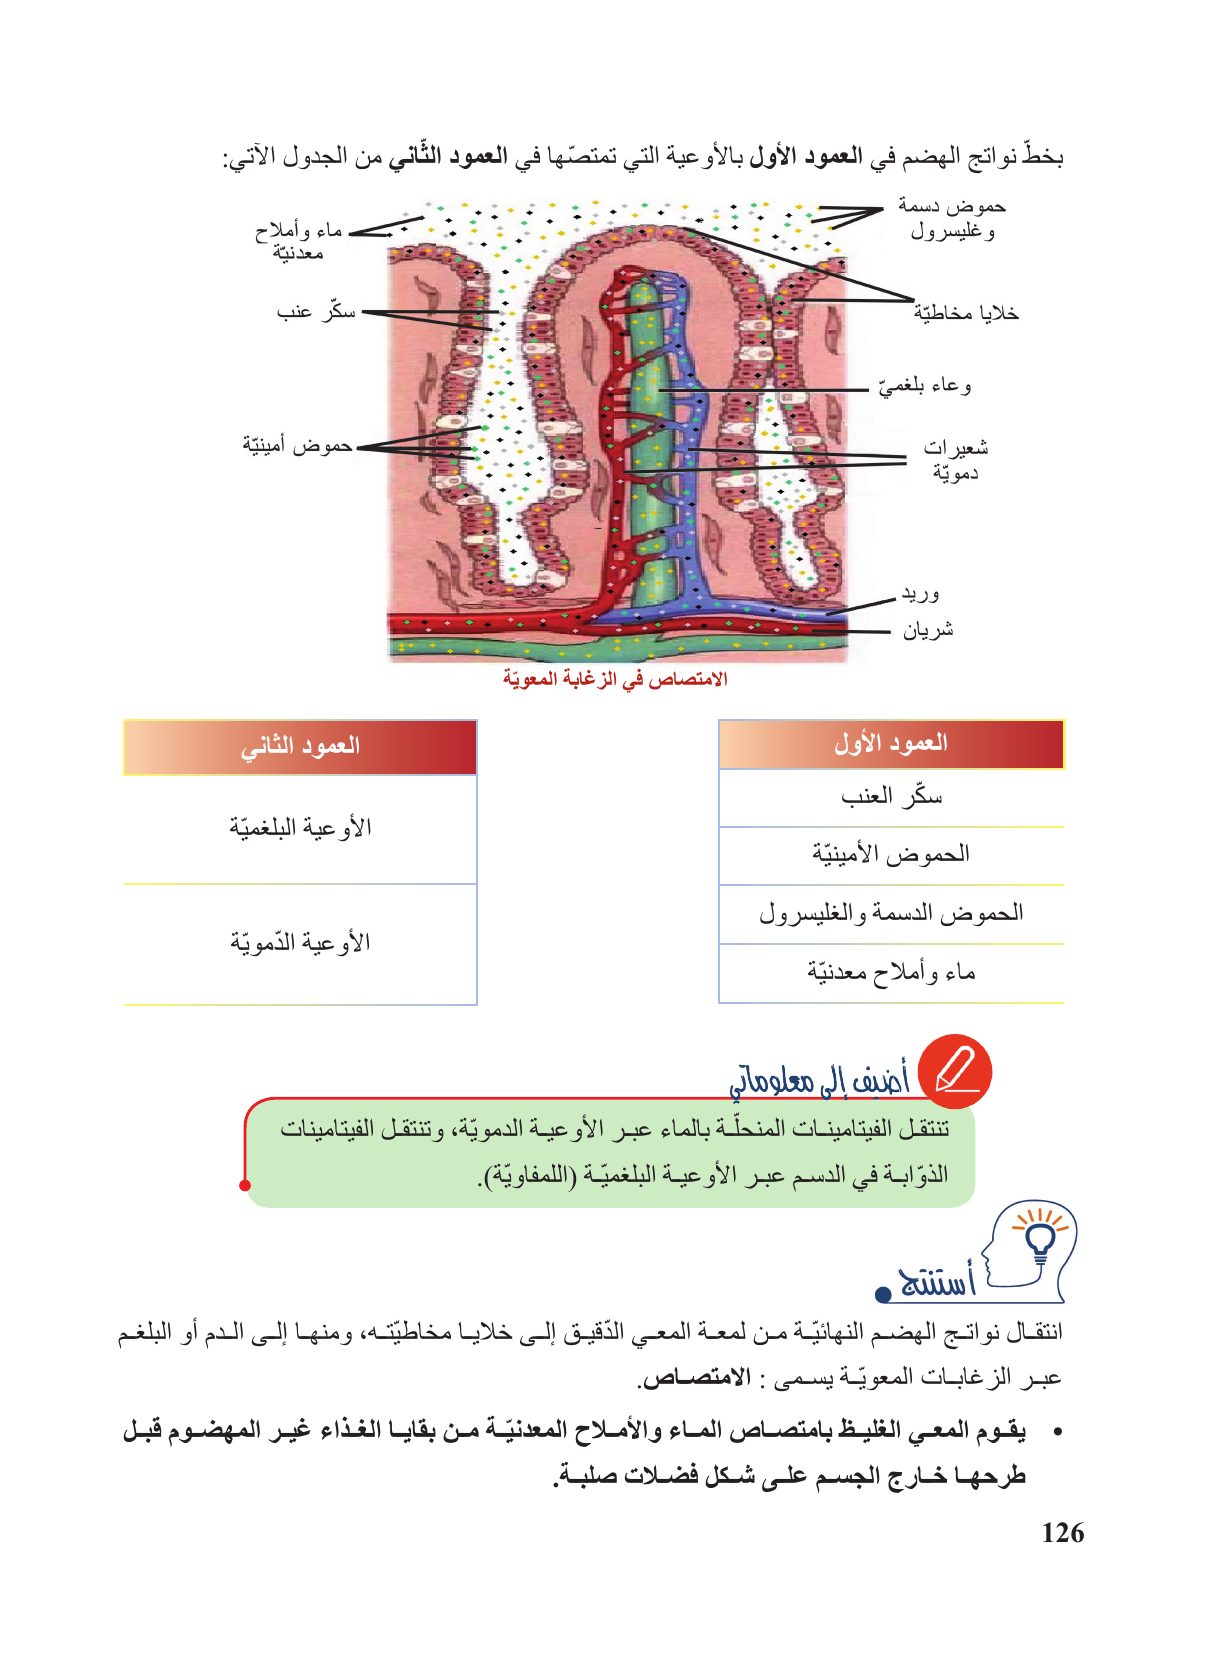 بخطّ نواتج الهضم في العمود الأول بالأوعية التي تمتصّها في العمود الثّاني من الجدول الآتي:
حموض دسمة
وغليسرول
ماء وأملاح
معدنيّة
خلايا مخاطيّة
سكّر عنب
وعاء بلغميّ
شعيرات
دمويّة
حموض أمينيّة
وريد
شريان
الامتصاص في الزغابة المعويّة
العمود الأول
سكّر العنب
الحموض الأمينيّة
الحموض الدسمة والغليسرول
ماء وأملاح معدنيّة
العمود الثاني
الأوعية البلغميّة
الأوعية الدّمويّة
أضيف إلى معلوماتي
تنتقل الفيتامينات المنحلّة بالماء عبر الأوعية الدمويّة، وتنتقل الفيتامينات
الذوّابة في الدسم عبر الأوعية البلغميّة (اللمفاويّة).
أستنتج
انتقال نواتج الهضم النهائيّة من لمعة المعي الدّقيق إلى خلايا مخاطيّته، ومنها إلى الدم أو البلغم
عبر الزغابات المعويّة يسمى : الامتصاص.
• يقوم المعي الغليظ بامتصاص الماء والأملاح المعدنيّة من بقايا الغذاء غير المهضوم قبل
طرحها خارج الجسم على شكل فضلات صلبة.
126